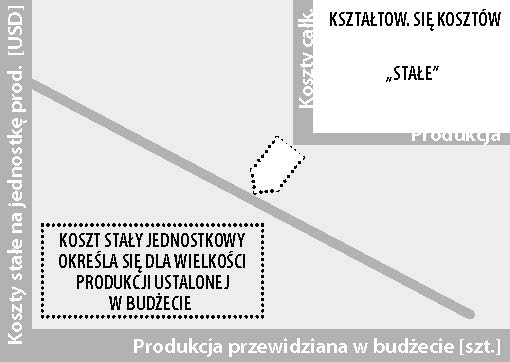 Koszty stałe na jednostkę prod. [USD]
Koszty całk.
KSZTAŁTOW. SIĘ KOSZTÓW
„STAŁE”
Produkcja
KOSZT STAŁY JEDNOSTKOWY
OKREŚLA SIĘ DLA WIELKOŚCI
PRODUKCJI USTALONEJ
W BUDŻECIE
Produkcja przewidziana w budżecie [szt.]